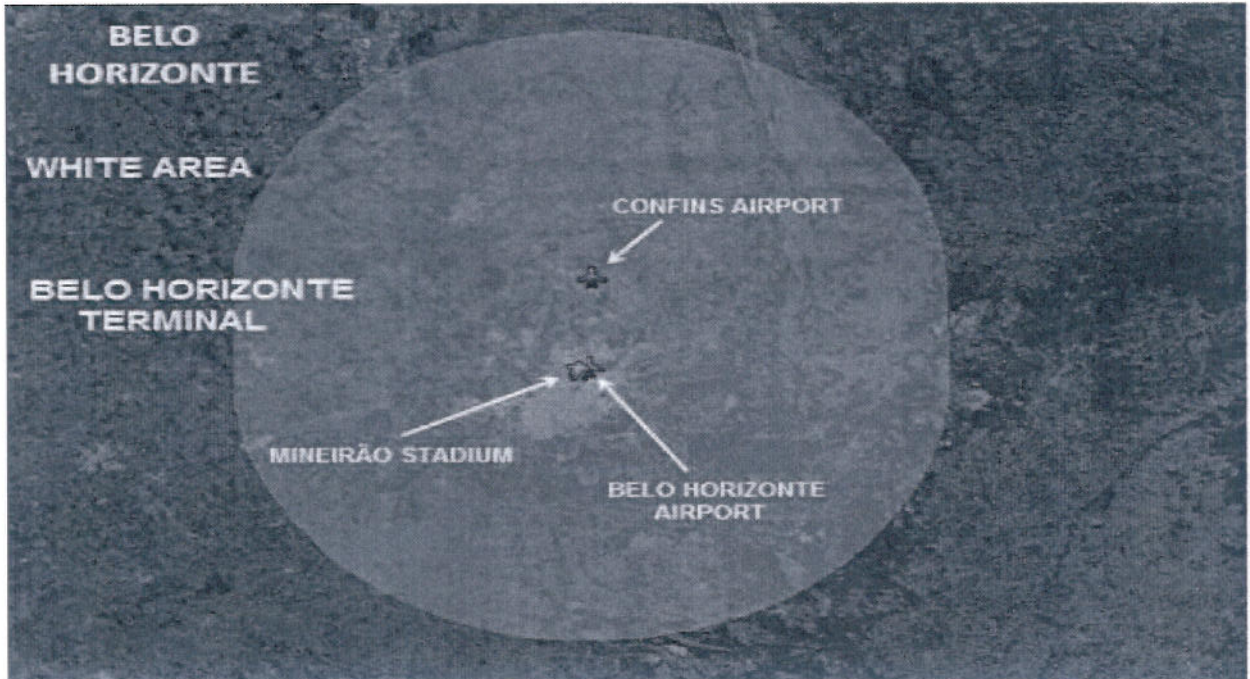 BELO
HORIZONTE
WHITE AREA
CONFINS AIRPORT
BELO HORIZONTE
TERMINAL
MINEIRÃO STADIUM
BELO HORIZONTE
AIRPORT